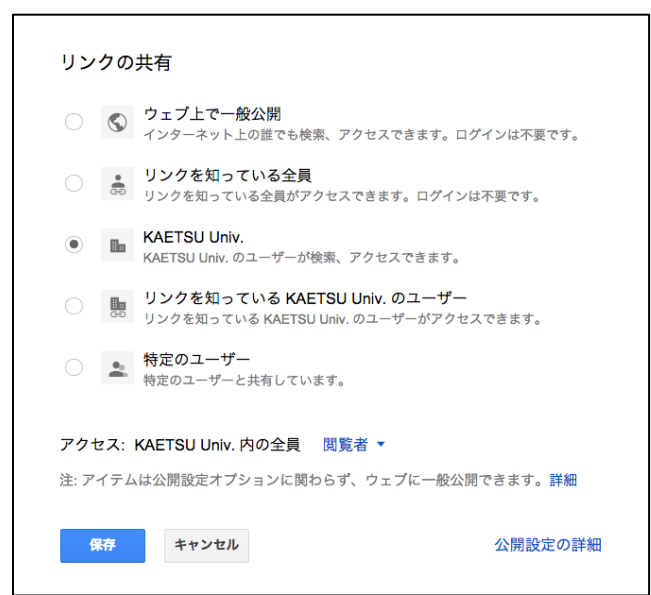 リンクの共有
ウェブ上で一般公開
インターネット上の誰でも検索、アクセスできます。ログインは不要です。
リンクを知っている全員
リンクを知っている全員がアクセスできます。ログインは不要です。
KAETSU Univ.
KAETSU Univ. のユーザーが検索、アクセスできます。
リンクを知っている KAETSU Univ. のユーザー
リンクを知っている KAETSU Univ. のユーザーがアクセスできます。
特定のユーザー
特定のユーザーと共有しています。
アクセス: KAETSU Univ. 内の全員 閲覧者
注: アイテムは公開設定オプションに関わらず、ウェブに一般公開できます。詳細
保存 キャンセル 公開設定の詳細